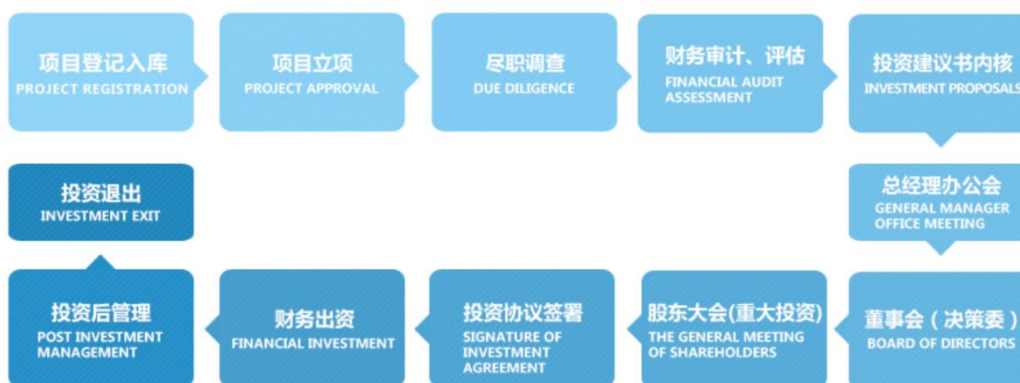 项目登记入库
PROJECT REGISTRATION
项目立项
PROJECT APPROVAL
尽职调查
DUE DILIGENCE
财务审计、评估
FINANCIAL AUDIT
ASSESSMENT
投资建议书内核
INVESTMENT PROPOSALS
总经理办公会
GENERAL MANAGER
OFFICE MEETING
董事会（决策委）
BOARD OF DIRECTORS
股东大会(重大投资)
THE GENERAL MEETING
OF SHAREHOLDERS
投资协议签署
SIGNATURE OF
INVESTMENT
AGREEMENT
财务出资
FINANCIAL INVESTMENT
投资后管理
POST INVESTMENT
MANAGEMENT
投资退出
INVESTMENT EXIT